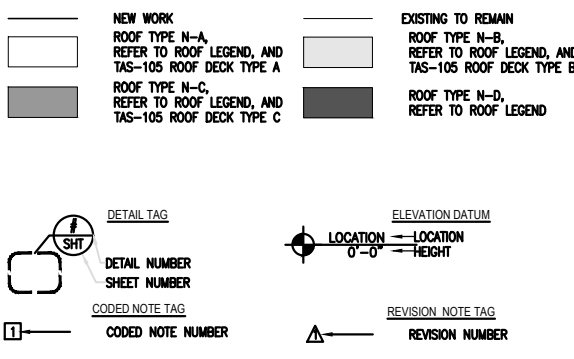 NEW WORK
EXISTING TO REMAIN
ROOF TYPE N-A,
REFER TO ROOF LEGEND, AND
TAS-105 ROOF DECK TYPE A
ROOF TYPE N-B,
REFER TO ROOF LEGEND, AND
TAS-105 ROOF DECK TYPE B
ROOF TYPE N-C,
REFER TO ROOF LEGEND, AND
TAS-105 ROOF DECK TYPE C
ROOF TYPE N-D,
REFER TO ROOF LEGEND
DETAIL TAG
#
SHT
DETAIL NUMBER
SHEET NUMBER
ELEVATION DATUM
LOCATION LOCATION
0'-0" HEIGHT
CODED NOTE TAG
1 CODED NOTE NUMBER
REVISION NOTE TAG
1 REVISION NUMBER